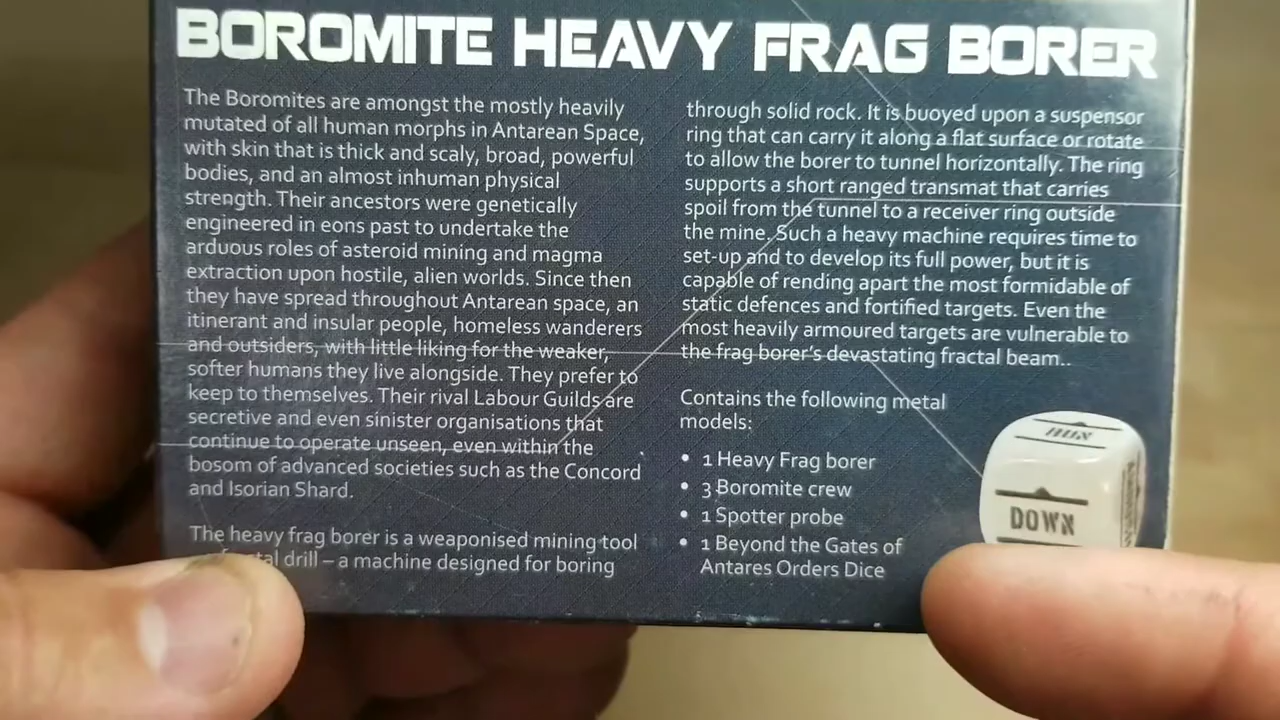 BOROMITE HEAVY FRAG BORER
The Boromites are amongst the mostly heavily
mutated of all human morphs in Antarean Space,
with skin that is thick and scaly, broad, powerful
bodies, and an almost inhuman physical
strength. Their ancestors were genetically
engineered in eons past to undertake the
arduous roles of asteroid mining and magma
extraction upon hostile, alien worlds. Since then
they have spread throughout Antarean space, an
itinerant and insular people, homeless wanderers
and outsiders, with little liking for the weaker,
softer humans they live alongside. They prefer to
keep to themselves. Their rival Labour Guilds are
secretive and even sinister organisations that
continue to operate unseen, even within the
bosom of advanced societies such as the Concord
and Isorian Shard.
The heavy frag borer is a weaponised mining tool
drill – a machine designed for boring
through solid rock. It is buoyed upon a suspensor
ring that can carry it along a flat surface or rotate
to allow the borer to tunnel horizontally. The ring
supports a short ranged transmat that carries
spoil from the tunnel to a receiver ring outside
the mine. Such a heavy machine requires time to
set-up and to develop its full power, but it is
capable of rending apart the most formidable of
static defences and fortified targets. Even the
most heavily armoured targets are vulnerable to
the frag borer's devastating fractal beam..
Contains the following metal
models:
• 1 Heavy Frag borer
• 3 Boromite crew
• 1 Spotter probe
• 1 Beyond the Gates of
Antares Orders Dice
RUN
DOWN